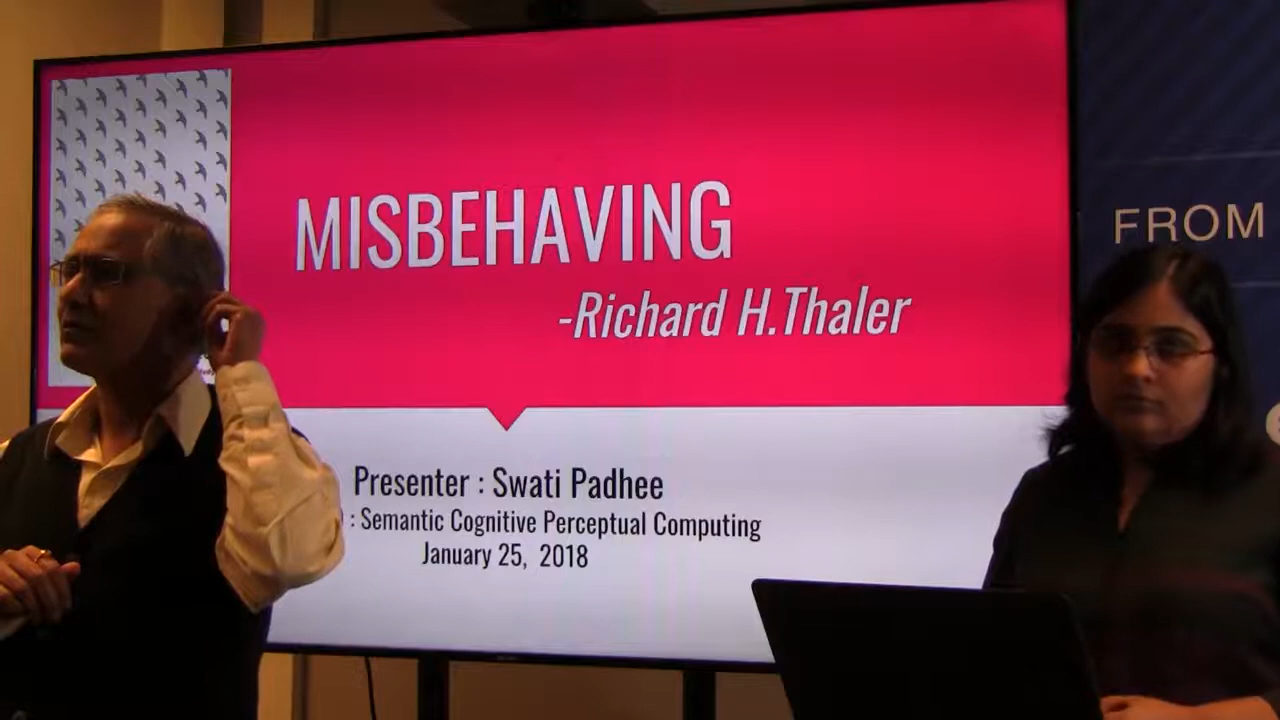 MISBEHAVING
-Richard H.Thaler
Presenter : Swati Padhee
: Semantic Cognitive Perceptual Computing
January 25, 2018
FROM